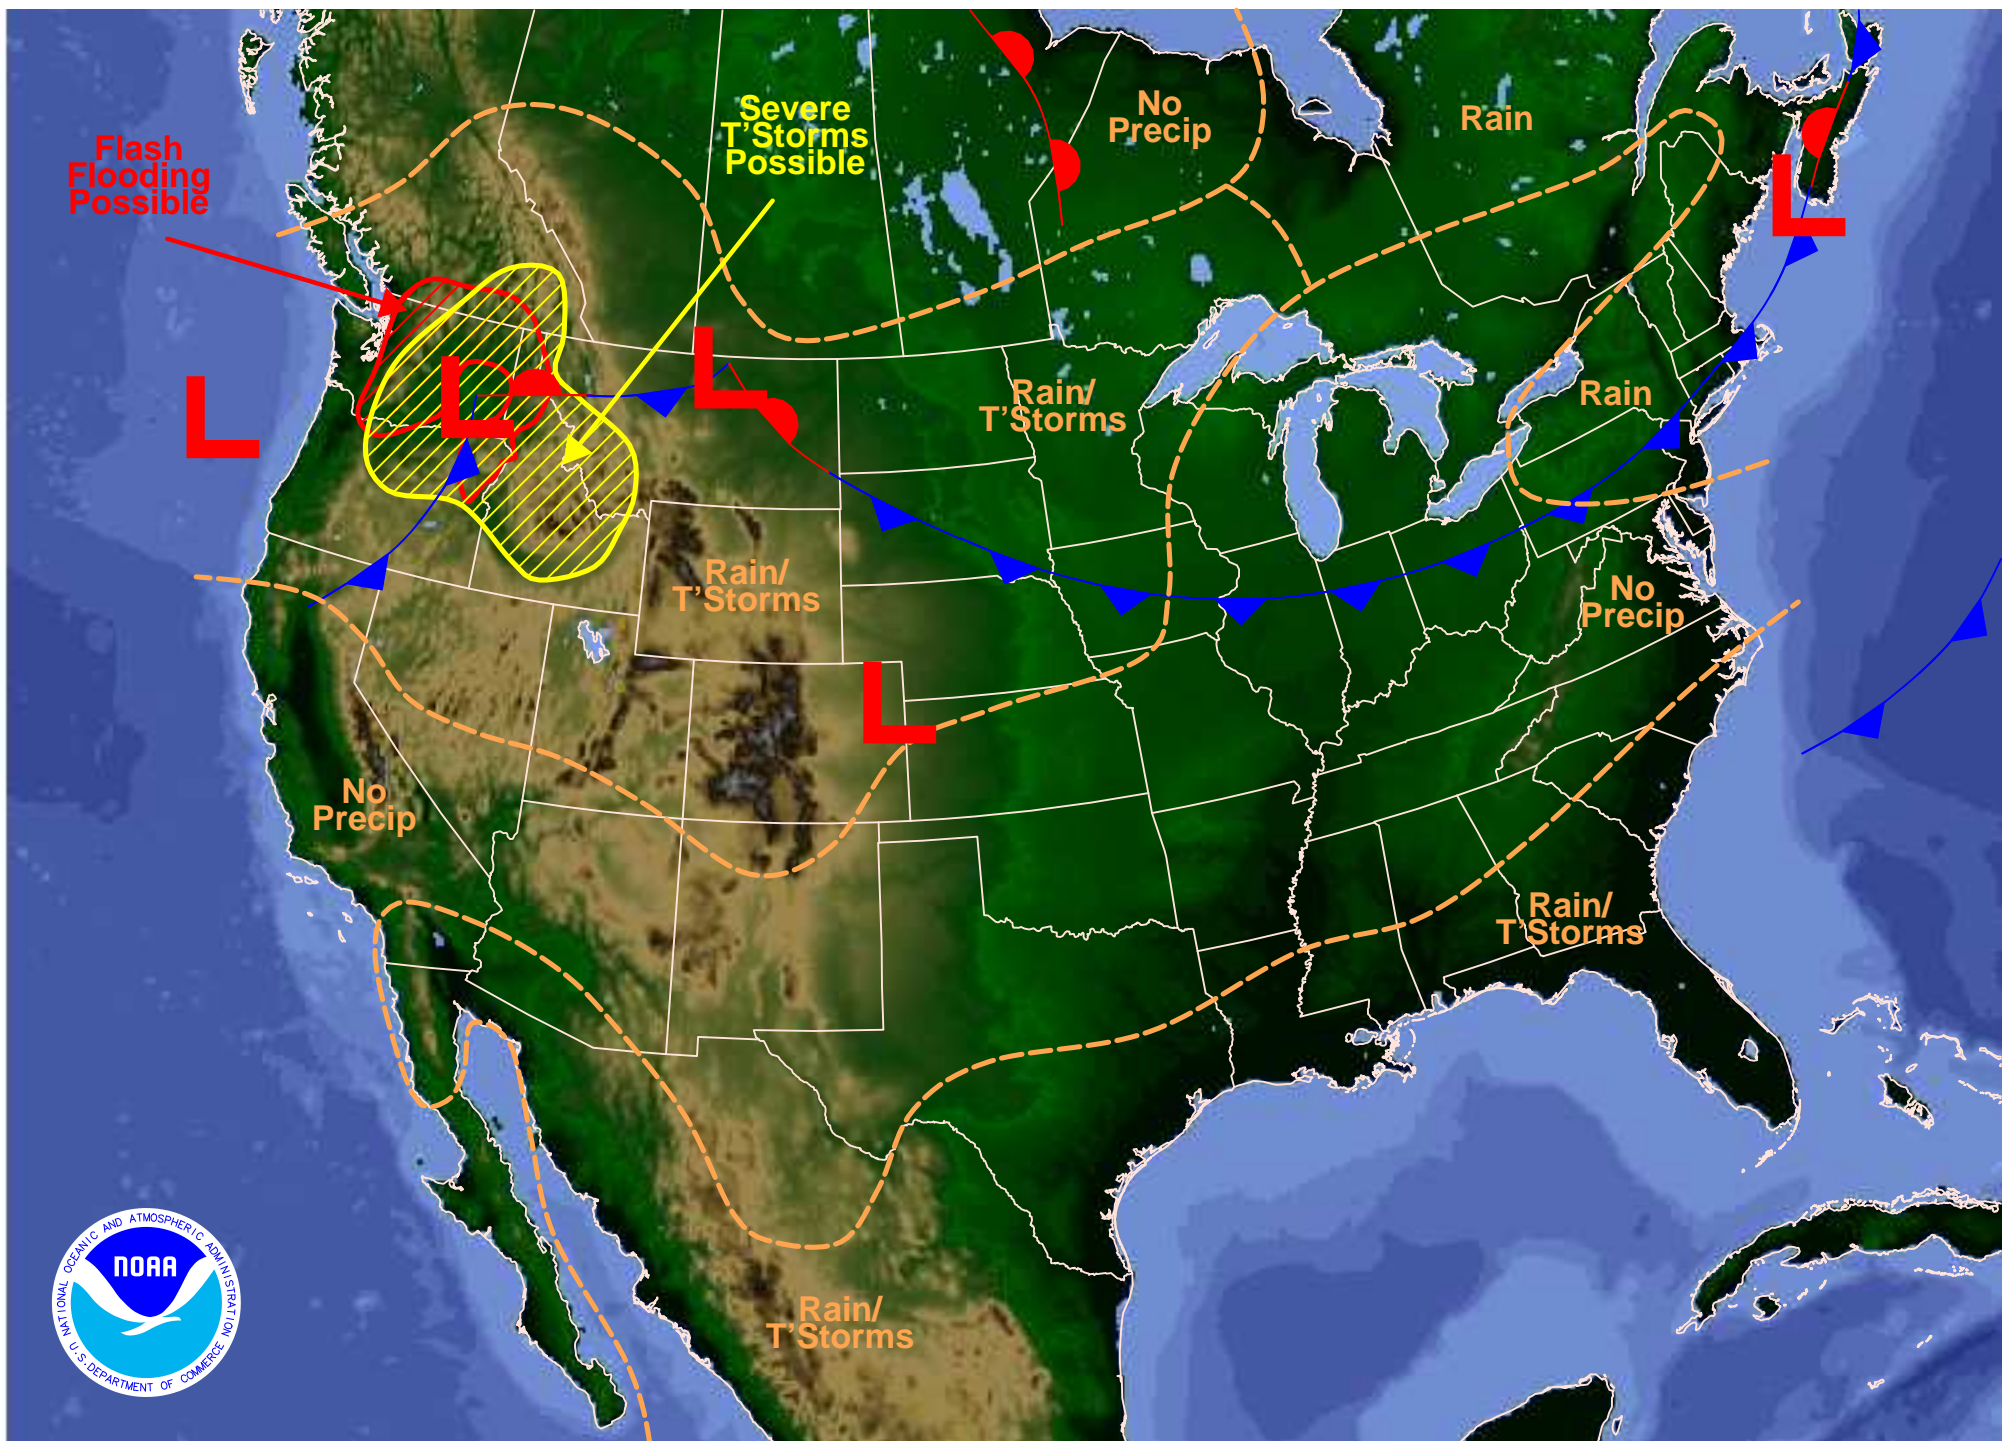 Severe
T'Storms
Possible
No
Precip
Rain
Flash
Flooding
Possible
L
L
L
L
Rain/
T'Storms
Rain
Rain/
T'Storms
No
Precip
L
No
Precip
Rain/
T'Storms
Rain/
T'Storms
NATIONAL OCEANIC AND ATMOSPHERIC ADMINISTRATION
NOAA
U.S. DEPARTMENT OF COMMERCE